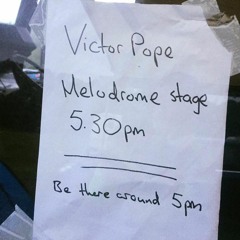 Victor Pope
Melodrome stage
5.30pm
Be there around 5pm